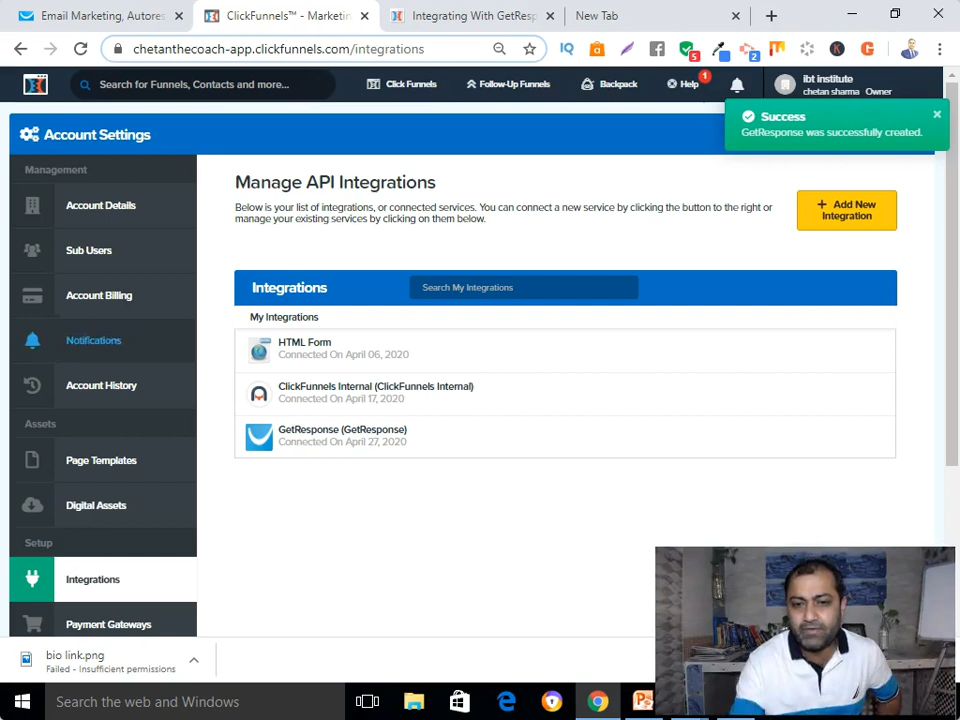 Email Marketing, Autores
ClickFunnels™ - Marketin
Integrating With GetResp
New Tab
chetanthecoach-app.clickfunnels.com/integrations
Search for Funnels, Contacts and more...
Click Funnels
Follow-Up Funnels
Backpack
Help
1
ibt institute
chetan sharma Owner
Account Settings
Success
GetResponse was successfully created.
Management
Account Details
Sub Users
Account Billing
Notifications
Account History
Assets
Page Templates
Digital Assets
Setup
Integrations
Payment Gateways
Manage API Integrations
Below is your list of integrations, or connected services. You can connect a new service by clicking the button to the right or
manage your existing services by clicking on them below.
+ Add New
Integration
Integrations
Search My Integrations
My Integrations
HTML Form
Connected On April 06, 2020
ClickFunnels Internal (ClickFunnels Internal)
Connected On April 17, 2020
GetResponse (GetResponse)
Connected On April 27, 2020
bio link.png
Failed - Insufficient permissions
Search the web and Windows